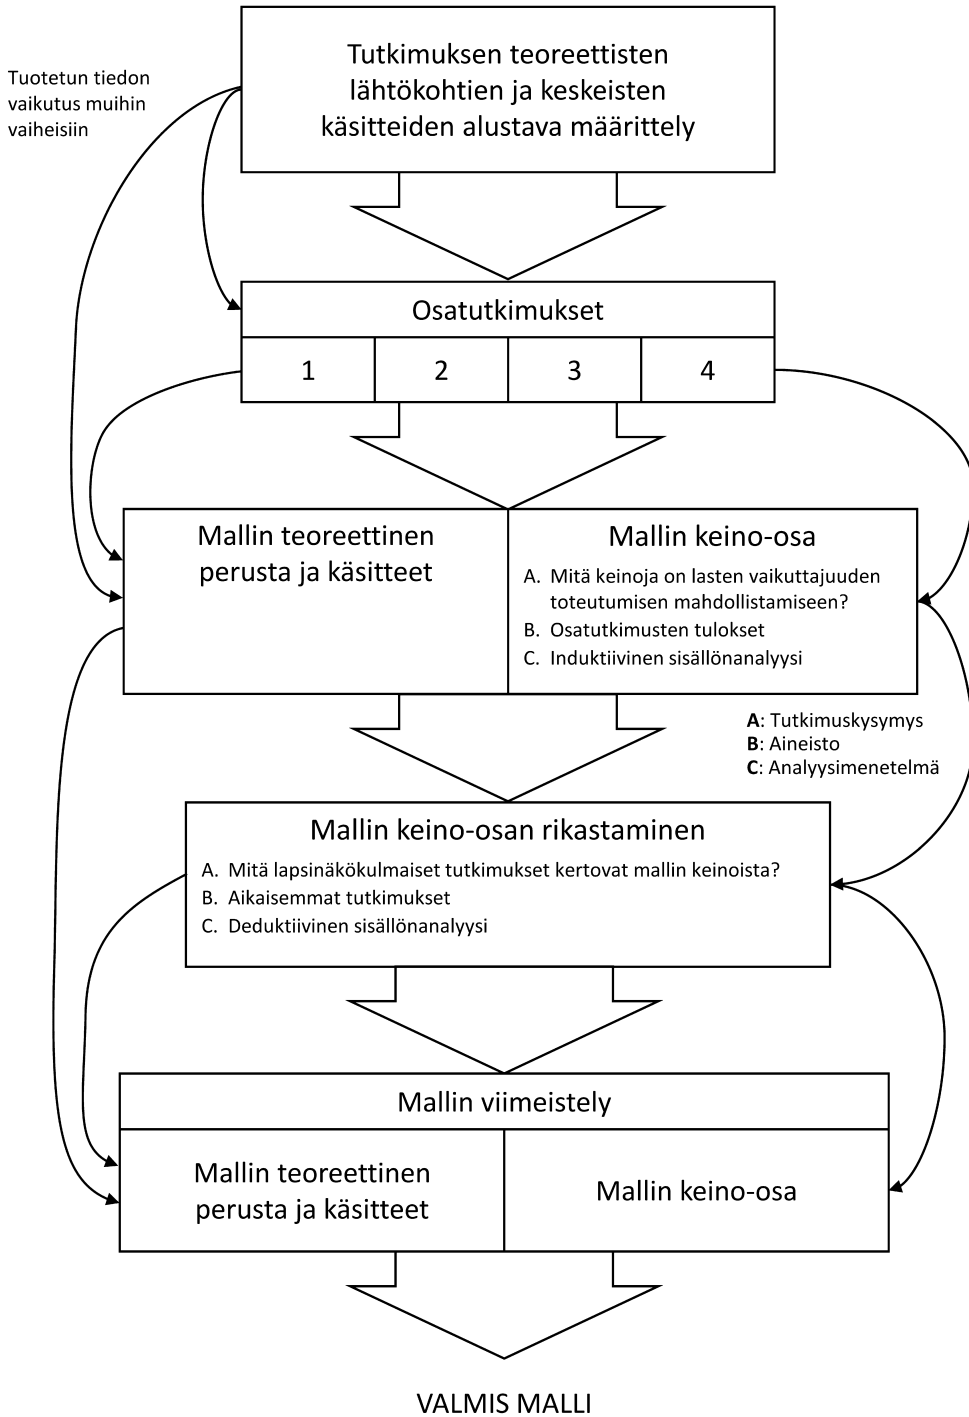 Tutkimuksen teoreettisten
lähtökohtien ja keskeisten
käsitteiden alustava määrittely
Tuotetun tiedon
vaikutus muihin
vaiheisiin
Osatutkimukset
1 2 3 4
Mallin teoreettinen
perusta ja käsitteet
Mallin keino-osa
A. Mitä keinoja on lasten vaikuttajuuden
toteutumisen mahdollistamiseen?
B. Osatutkimusten tulokset
C. Induktiivinen sisällönanalyysi
A: Tutkimuskysymys
B: Aineisto
C: Analyysimenetelmä
Mallin keino-osan rikastaminen
A. Mitä lapsinäkökulmaiset tutkimukset kertovat mallin keinoista?
B. Aikaisemmat tutkimukset
C. Deduktiivinen sisällönanalyysi
Mallin viimeistely
Mallin teoreettinen
perusta ja käsitteet
Mallin keino-osa
VALMIS MALLI